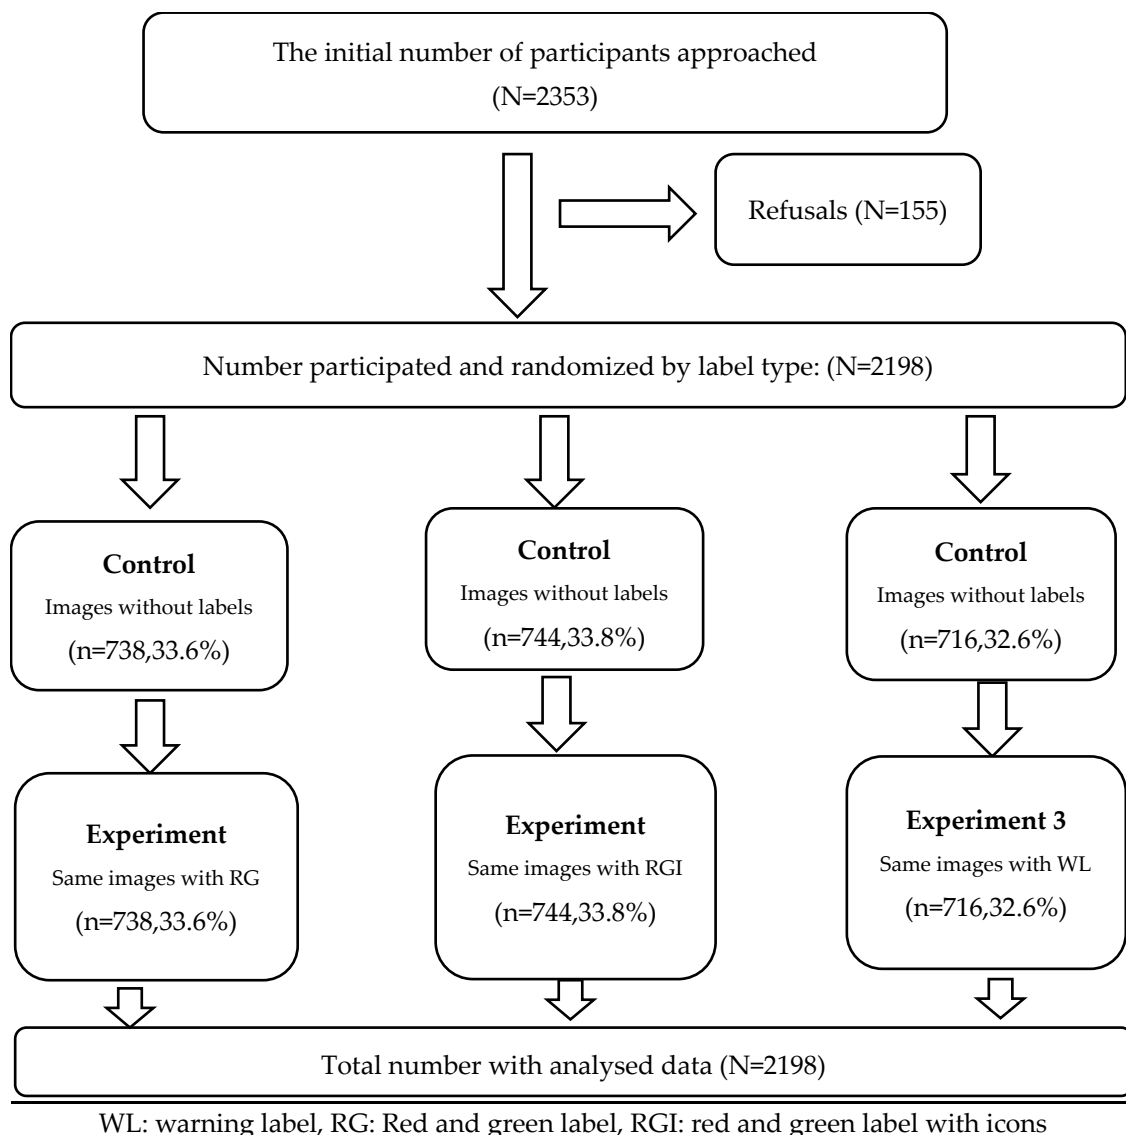 The initial number of participants approached
(N=2353)
Refusals (N=155)
Number participated and randomized by label type: (N=2198)
Control
Images without labels
(n=738,33.6%)
Control
Images without labels
(n=744,33.8%)
Control
Images without labels
(n=716,32.6%)
Experiment
Same images with RG
(n=738,33.6%)
Experiment
Same images with RGI
(n=744,33.8%)
Experiment 3
Same images with WL
(n=716,32.6%)
Total number with analysed data (N=2198)
WL: warning label, RG: Red and green label, RGI: red and green label with icons